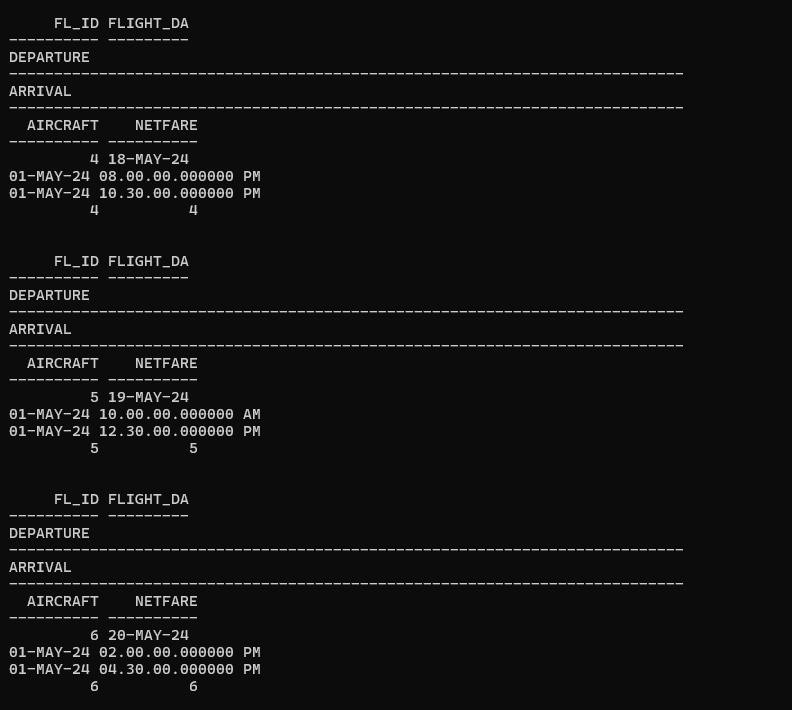 FL_ID FLIGHT_DA
---------- ---------
DEPARTURE
---------------------------------------------------------------------------
ARRIVAL
---------------------------------------------------------------------------
  AIRCRAFT    NETFARE
---------- ----------
         4 18-MAY-24
01-MAY-24 08.00.00.000000 PM
01-MAY-24 10.30.00.000000 PM
         4          4

     FL_ID FLIGHT_DA
---------- ---------
DEPARTURE
---------------------------------------------------------------------------
ARRIVAL
---------------------------------------------------------------------------
  AIRCRAFT    NETFARE
---------- ----------
         5 19-MAY-24
01-MAY-24 10.00.00.000000 AM
01-MAY-24 12.30.00.000000 PM
         5          5

     FL_ID FLIGHT_DA
---------- ---------
DEPARTURE
---------------------------------------------------------------------------
ARRIVAL
---------------------------------------------------------------------------
  AIRCRAFT    NETFARE
---------- ----------
         6 20-MAY-24
01-MAY-24 02.00.00.000000 PM
01-MAY-24 04.30.00.000000 PM
         6          6